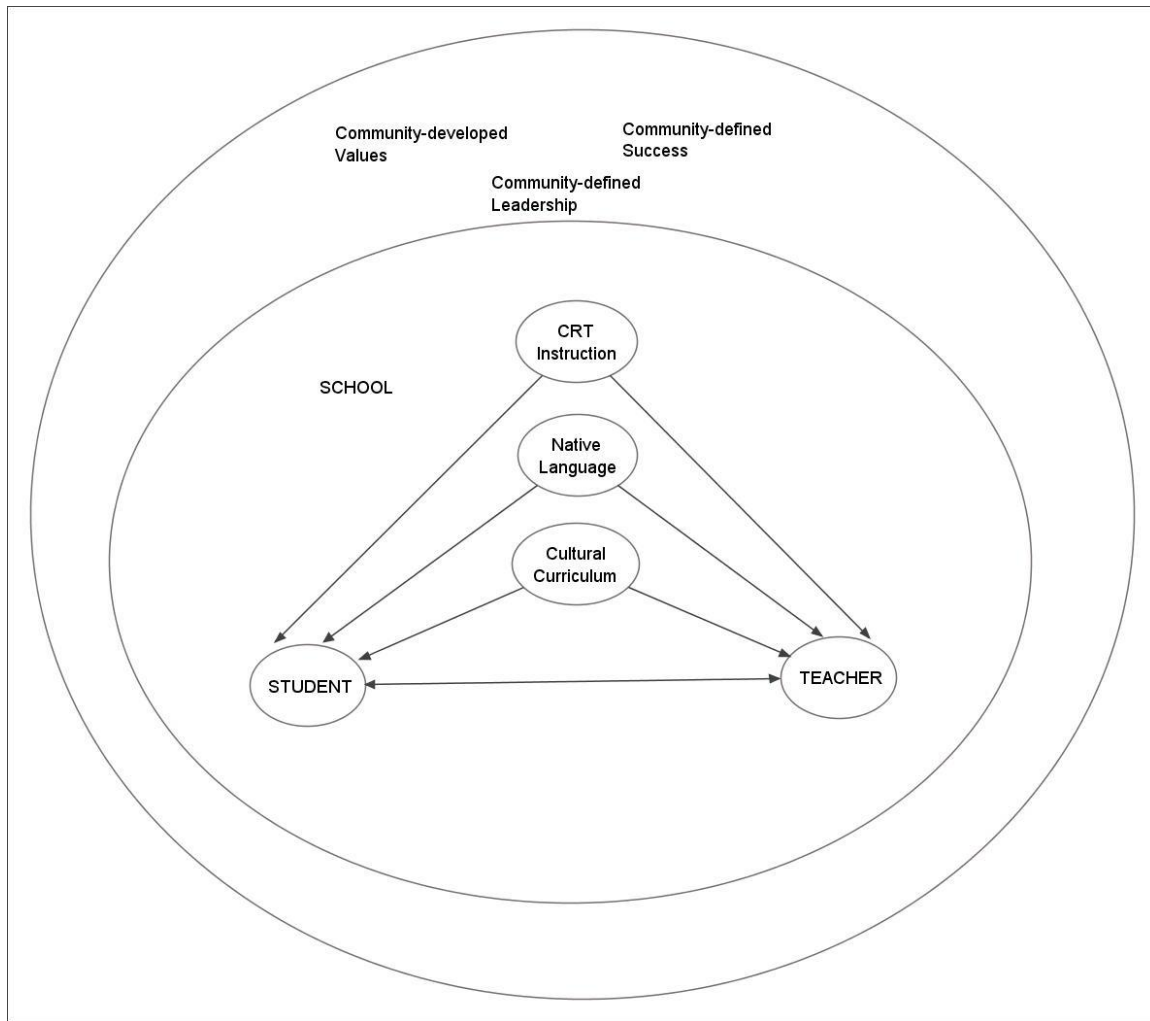 Community-developed
Values
Community-defined
Success
Community-defined
Leadership
CRT
Instruction
SCHOOL
Native
Language
Cultural
Curriculum
STUDENT
TEACHER